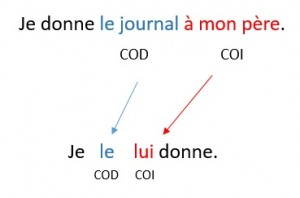 Je donne le journal à mon père.
COD COI
Je le lui donne.
COD COI